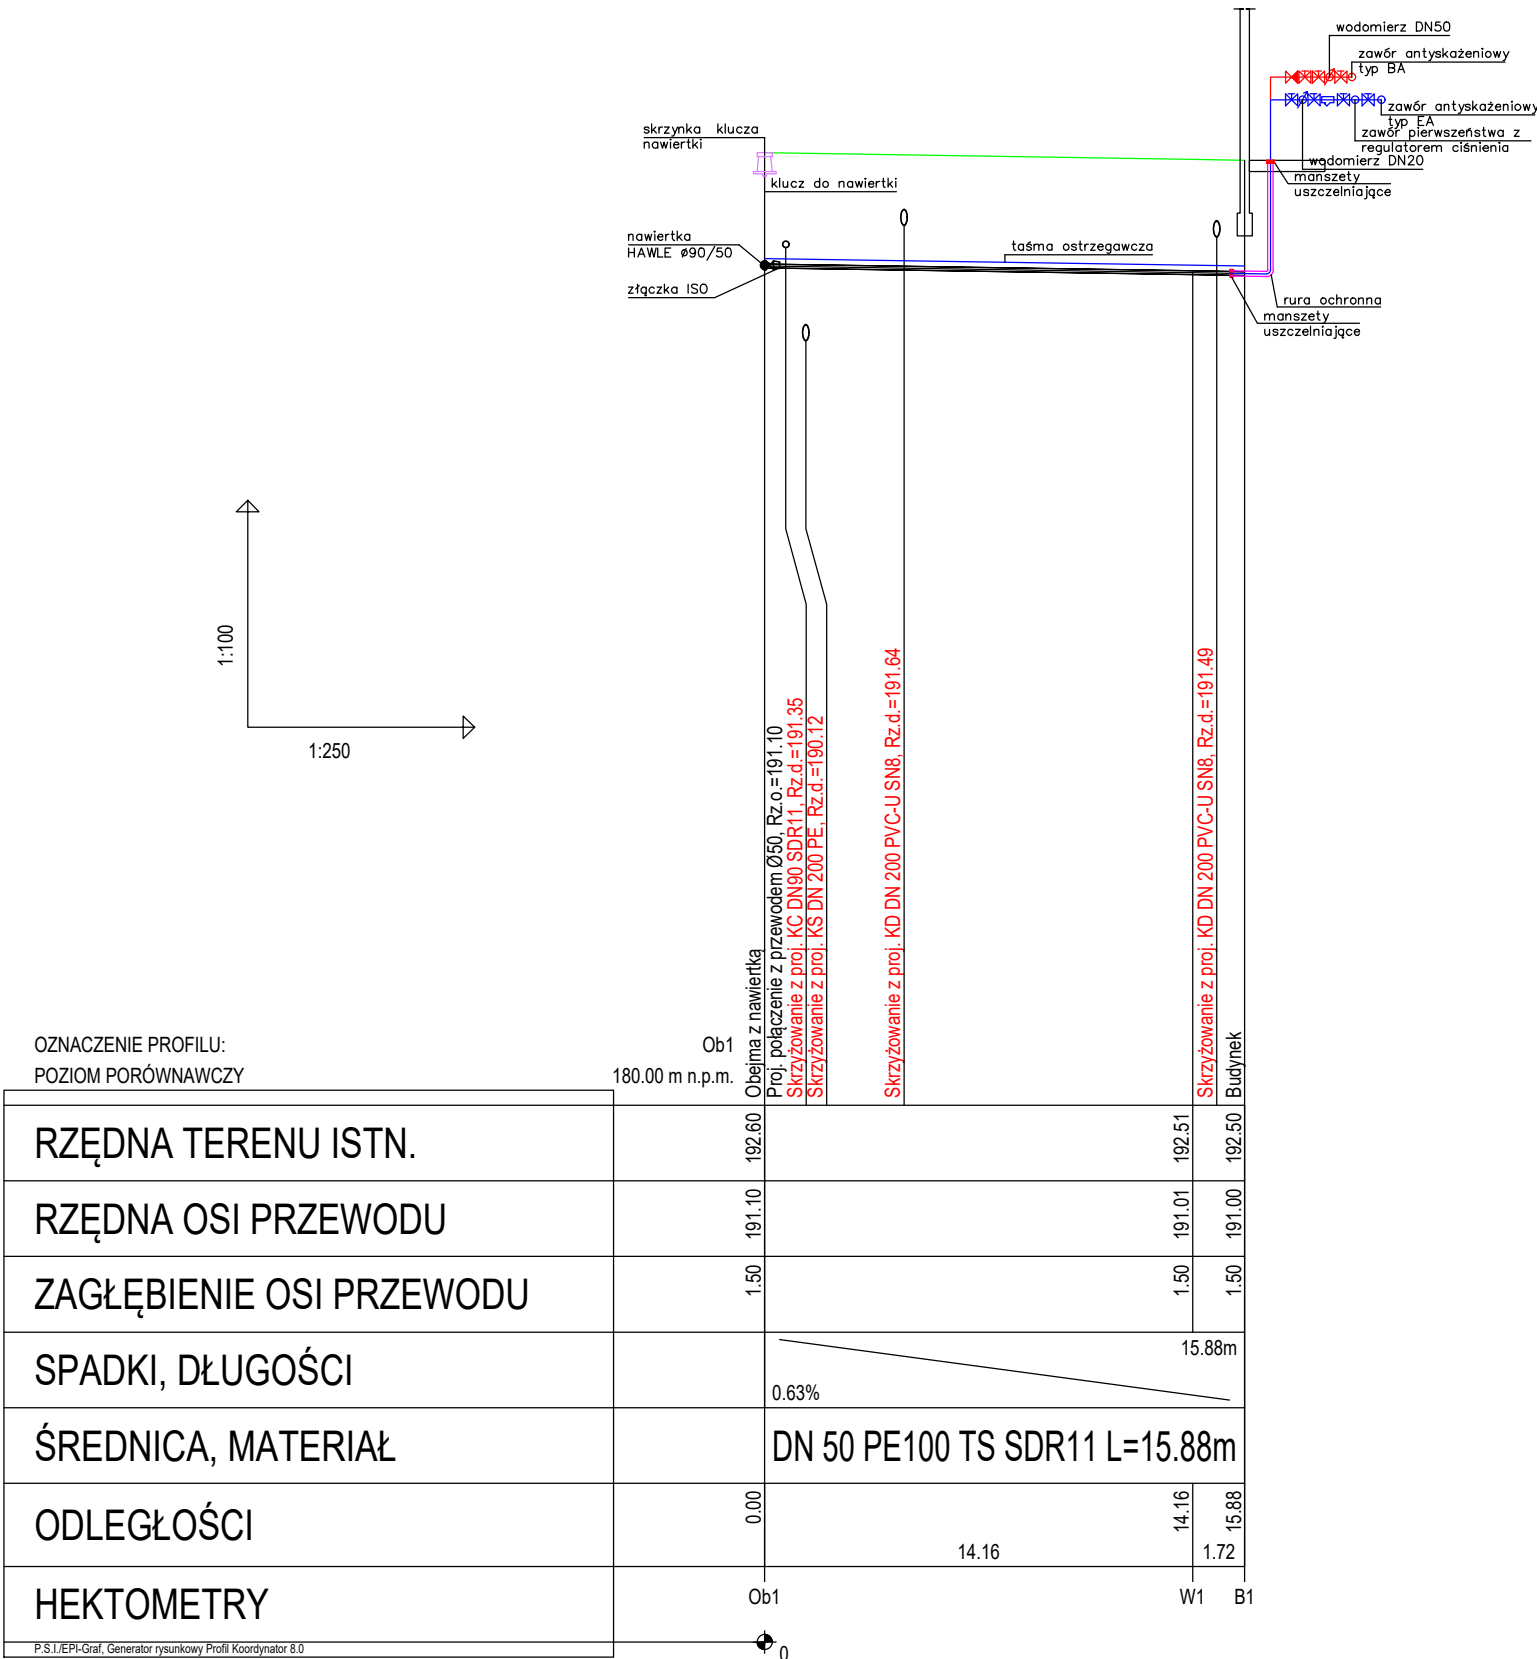 wodomierz DN50
zawór antyskażeniowy
typ BA
zawór antyskażeniowy
typ EA
zawór pierwszeństwa z
regulatorem ciśnienia
wodomierz DN20
manszety
uszczelniające
skrzynka klucza
nawiertki
klucz do nawiertki
nawiertka
HAWLE ø90/50
złączka ISO
taśma ostrzegawcza
rura ochronna
manszety
uszczelniające
1:100
1:250
Obejma z nawiertką
Proj. połączenie z przewodem Ø50, Rz.o.=191.10
Skrzyżowanie z proj. KC DN90 SDR11, Rz.d.=191.35
Skrzyżowanie z proj. KS DN 200 PE, Rz.d.=190.12
Skrzyżowanie z proj. KD DN 200 PVC-U SN8, Rz.d.=191.64
Skrzyżowanie z proj. KD DN 200 PVC-U SN8, Rz.d.=191.49
Budynek
OZNACZENIE PROFILU: Ob1
POZIOM PORÓWNAWCZY 180.00 m n.p.m.
RZĘDNA TERENU ISTN. 192.60 192.51 192.50
RZĘDNA OSI PRZEWODU 191.10 191.01 191.00
ZAGŁĘBIENIE OSI PRZEWODU 1.50 1.50 1.50
SPADKI, DŁUGOŚCI 0.63% 15.88m
ŚREDNICA, MATERIAŁ DN 50 PE100 TS SDR11 L=15.88m
ODLEGŁOŚCI 0.00 14.16 15.88
14.16 1.72
HEKTOMETRY Ob1 W1 B1
P.S.I./EPI-Graf, Generator rysunkowy Profil Koordynator 8.0
0